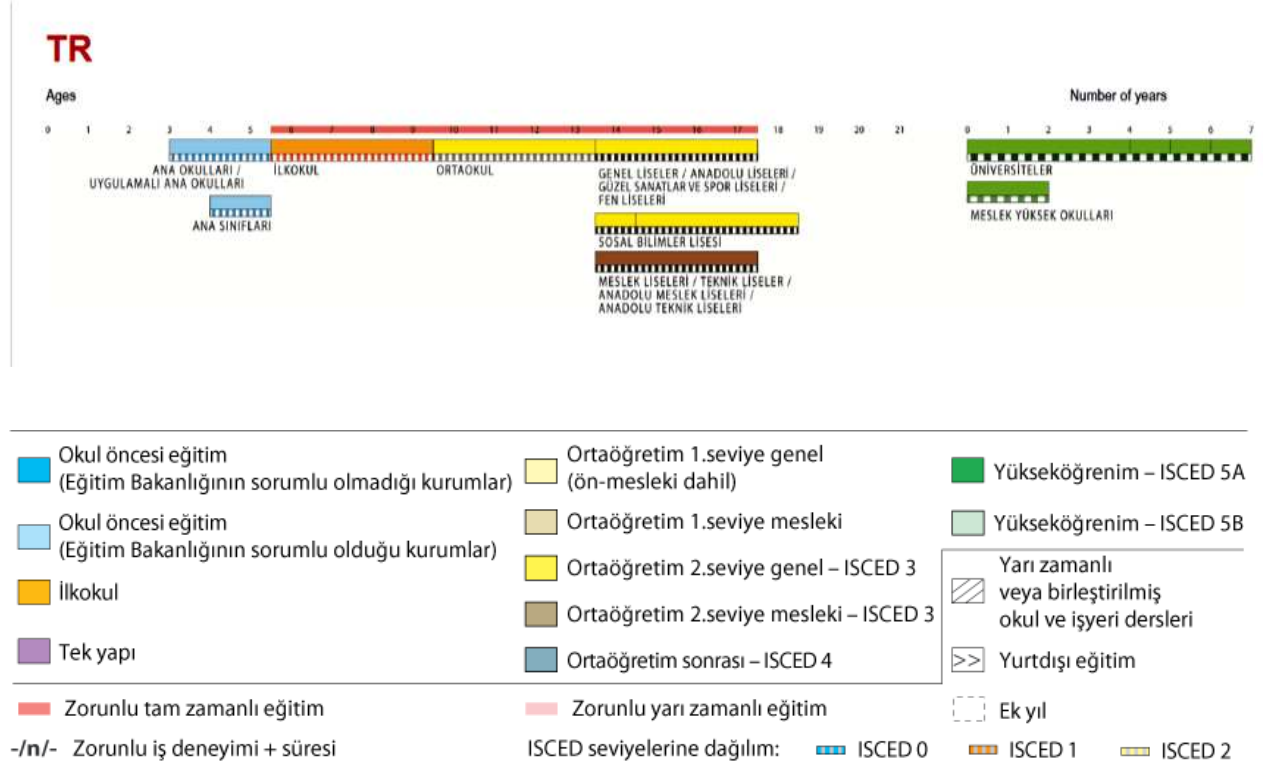 TR
Ages
Number of years
0 1 2 3 4 5 6 7 8 9 10 11 12 13 14 15 16 17 18 19 20 21
0 1 2 3 4 5 6 7
ANA OKULLARI /
UYGULAMALI ANA OKULLARI
İLKOKUL
ORTAOKUL
GENEL LİSELER / ANADOLU LİSELERİ /
GÜZEL SANATLAR VE SPOR LİSELERİ /
FEN LİSELERİ
ÜNİVERSİTELER
ANA SINIFLARI
SOSAL BİLİMLER LİSESİ
MESLEK YÜKSEK OKULLARI
MESLEK LİSELERİ / TEKNİK LİSELER /
ANADOLU MESLEK LİSELERİ /
ANADOLU TEKNİK LİSELERİ
Okul öncesi eğitim
(Eğitim Bakanlığının sorumlu olmadığı kurumlar)
Okul öncesi eğitim
(Eğitim Bakanlığının sorumlu olduğu kurumlar)
İlkokul
Tek yapı
Ortaöğretim 1.seviye genel
(ön-mesleki dahil)
Ortaöğretim 1.seviye mesleki
Ortaöğretim 2.seviye genel – ISCED 3
Ortaöğretim 2.seviye mesleki – ISCED 3
Ortaöğretim sonrası – ISCED 4
Yükseköğrenim – ISCED 5A
Yükseköğrenim – ISCED 5B
Yarı zamanlı
veya birleştirilmiş
okul ve işyeri dersleri
>> Yurtdışı eğitim
Zorunlu tam zamanlı eğitim
Zorunlu yarı zamanlı eğitim
Ek yıl
-/n/- Zorunlu iş deneyimi + süresi
ISCED seviyelerine dağılım: ISCED 0 ISCED 1 ISCED 2